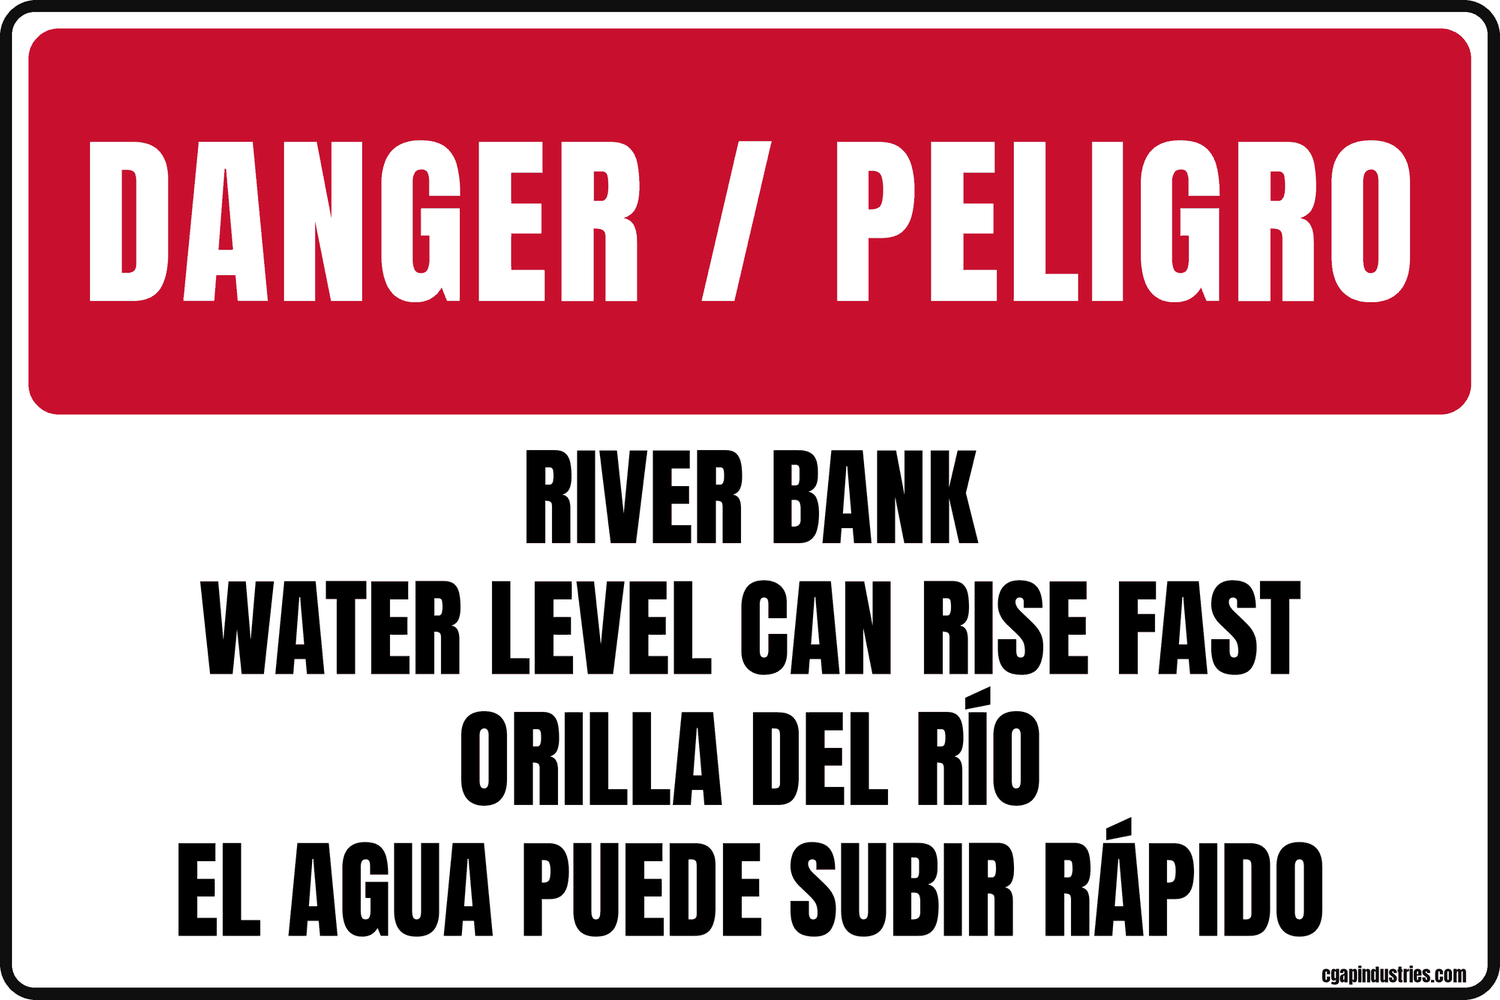 DANGER / PELIGRO
RIVER BANK
WATER LEVEL CAN RISE FAST
ORILLA DEL RÍO
EL AGUA PUEDE SUBIR RÁPIDO
cgapindustries.com